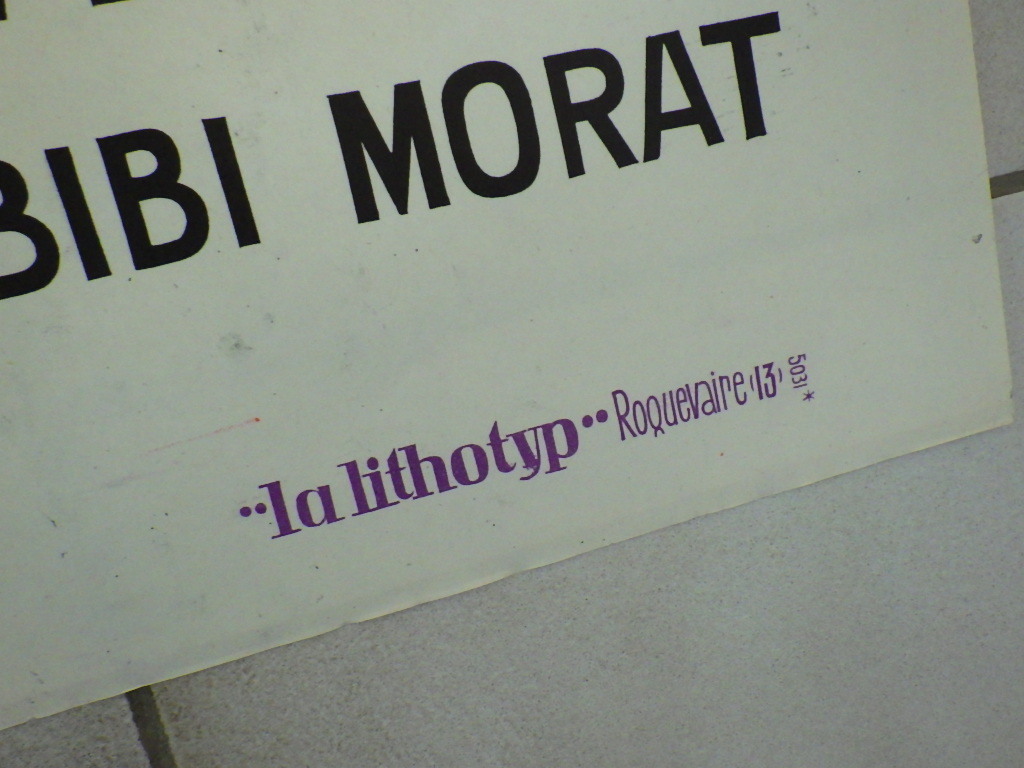 BIBI MORAT
··la lithotyp·· Roquevaire (13) 5031*